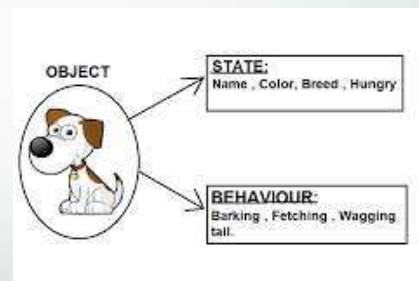 OBJECT
STATE:
Name , Color, Breed , Hungry
BEHAVIOUR:
Barking , Fetching , Wagging
tail.